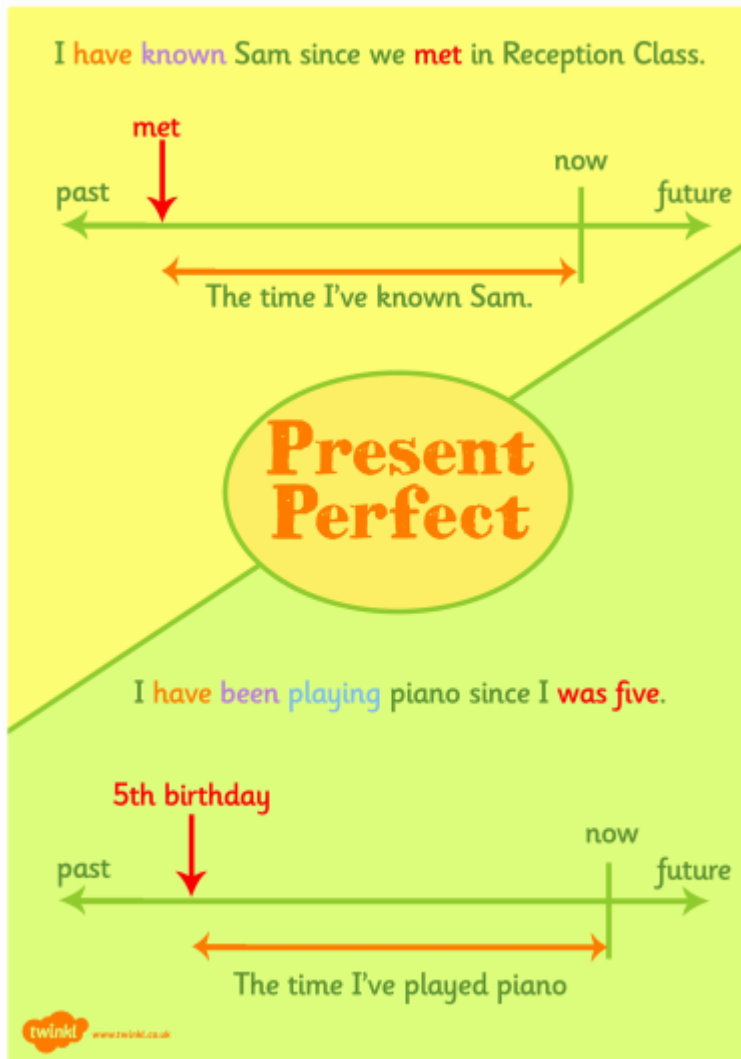 I have known Sam since we met in Reception Class.
met
now
past
future
The time I've known Sam.
Present
Perfect
I have been playing piano since I was five.
5th birthday
now
past
future
The time I've played piano
twinkl www.twinkl.co.uk